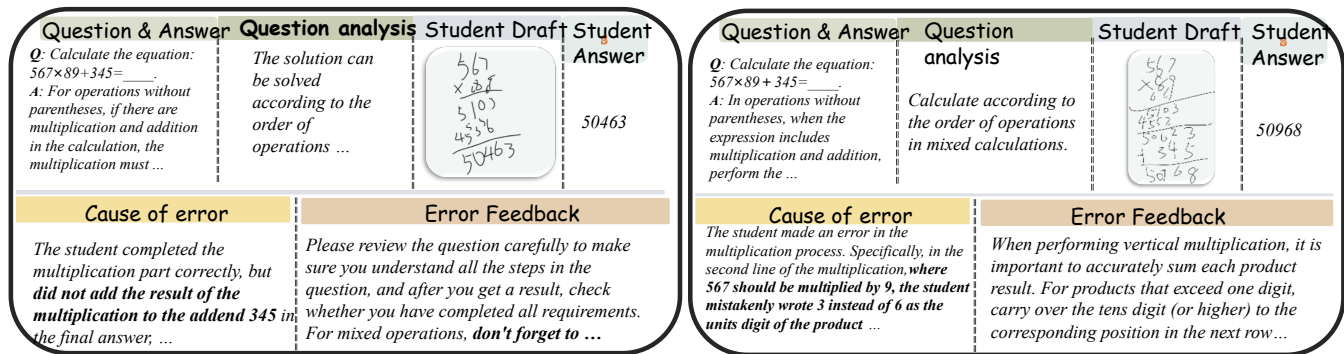 Question & Answer
Q: Calculate the equation:
567×89+345=____.
A: For operations without
parentheses, if there are
multiplication and addition
in the calculation, the
multiplication must ...
Question analysis
The solution can
be solved
according to the
order of
operations ...
Student Draft
567
5103
50463
Student
Answer
50463
Cause of error
The student completed the
multiplication part correctly, but
did not add the result of the
multiplication to the addend 345 in
the final answer, ...
Error Feedback
Please review the question carefully to make
sure you understand all the steps in the
question, and after you get a result, check
whether you have completed all requirements.
For mixed operations, don't forget to ...
Question & Answer
Q: Calculate the equation:
567×89 + 345=____.
A: In operations without
parentheses, when the
expression includes
multiplication and addition,
perform the ...
Question
analysis
Calculate according to
the order of operations
in mixed calculations.
Student Draft
567
50623
+ 345
Student
Answer
50968
Cause of error
The student made an error in the
multiplication process. Specifically, in the
second line of the multiplication,where
567 should be multiplied by 9, the student
mistakenly wrote 3 instead of 6 as the
units digit of the product ...
Error Feedback
When performing vertical multiplication, it is
important to accurately sum each product
result. For products that exceed one digit,
carry over the tens digit (or higher) to the
corresponding position in the next row...